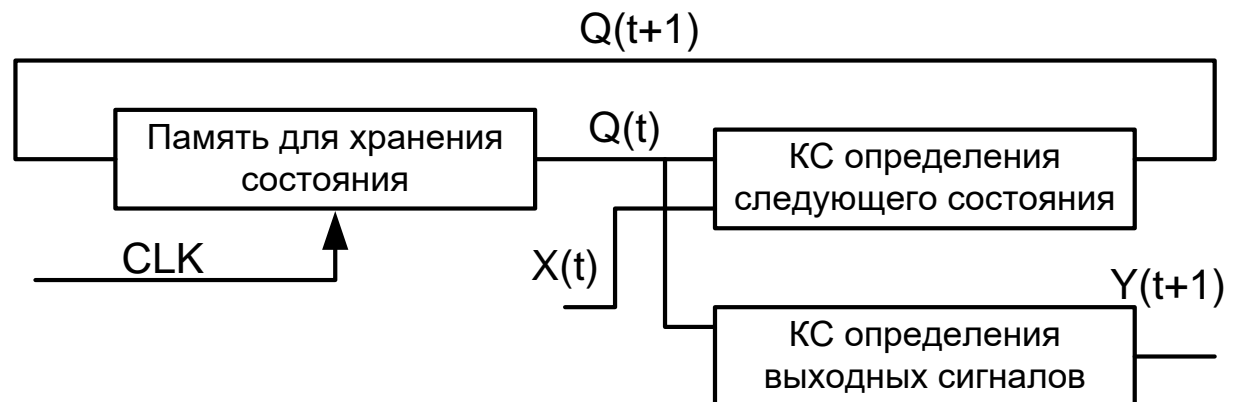 Q(t+1)
Память для хранения
состояния
Q(t)
КС определения
следующего состояния
CLK
X(t)
Y(t+1)
КС определения
выходных сигналов